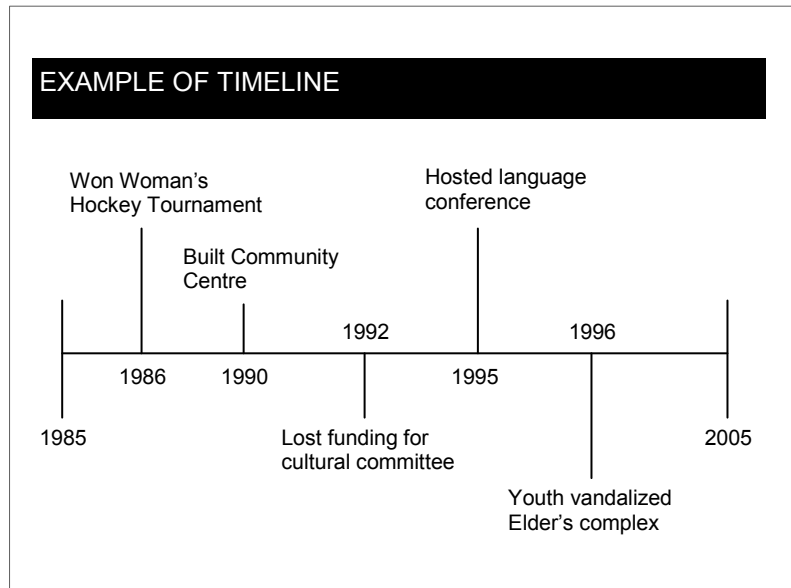 EXAMPLE OF TIMELINE
Won Woman's
Hockey Tournament
Hosted language
conference
Built Community
Centre
1992
1996
1986
1990
1995
1985
Lost funding for
cultural committee
2005
Youth vandalized
Elder's complex